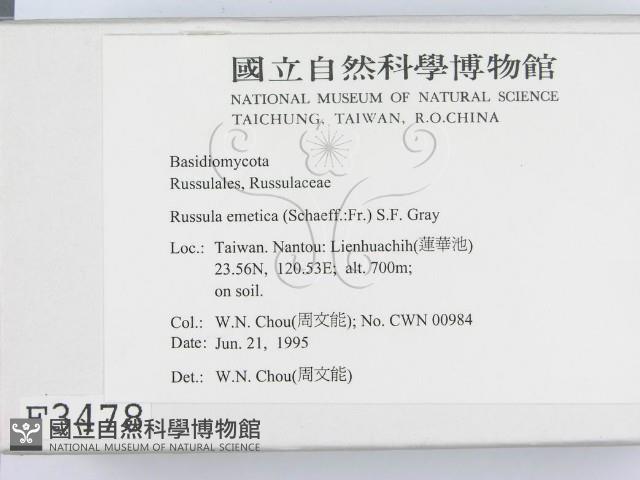 國立自然科學博物館
NATIONAL MUSEUM OF NATURAL SCIENCE
TAICHUNG, TAIWAN, R.O.CHINA
Basidiomycota
Russulales, Russulaceae
Russula emetica (Schaeff.:Fr.) S.F. Gray
Loc.: Taiwan. Nantou: Lienhuachih(蓮華池)
23.56N, 120.53E; alt. 700m;
on soil.
Col.: W.N. Chou(周文能); No. CWN 00984
Date: Jun. 21, 1995
Det.: W.N. Chou(周文能)
F3478
國立自然科學博物館
NATIONAL MUSEUM OF NATURAL SCIENCE